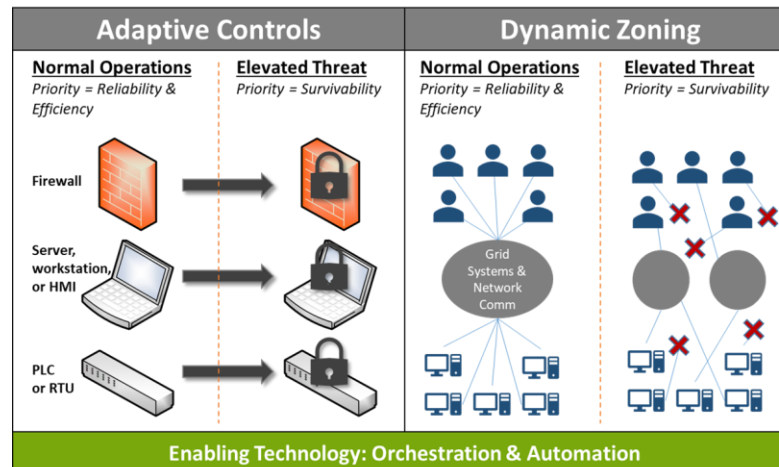 Adaptive Controls
Normal Operations
Priority = Reliability &
Efficiency
Elevated Threat
Priority = Survivability
Firewall
Server,
workstation,
or HMI
PLC
or RTU
Dynamic Zoning
Normal Operations
Priority = Reliability &
Efficiency
Elevated Threat
Priority = Survivability
Grid
Systems &
Network
Comm
Enabling Technology: Orchestration & Automation